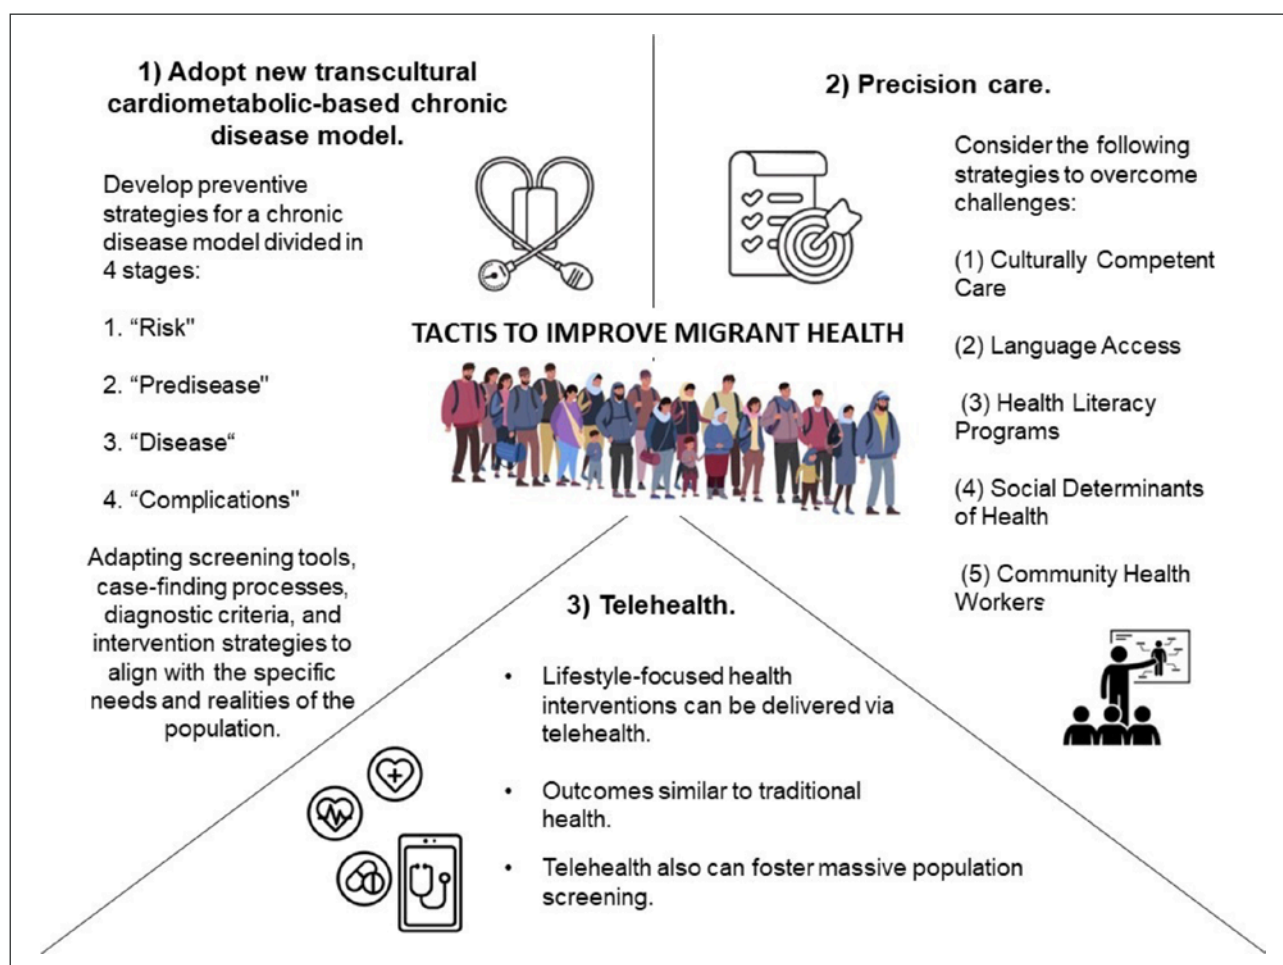 1) Adopt new transcultural
cardiometabolic-based chronic
disease model.
Develop preventive
strategies for a chronic
disease model divided in
4 stages:
1. “Risk"
2. “Predisease"
3. “Disease“
4. “Complications"
Adapting screening tools,
case-finding processes,
diagnostic criteria, and
intervention strategies to
align with the specific
needs and realities of the
population.
2) Precision care.
Consider the following
strategies to overcome
challenges:
(1) Culturally Competent
Care
(2) Language Access
(3) Health Literacy
Programs
(4) Social Determinants
of Health
(5) Community Health
Workers
TACTIS TO IMPROVE MIGRANT HEALTH
3) Telehealth.
• Lifestyle-focused health
interventions can be delivered via
telehealth.
• Outcomes similar to traditional
health.
• Telehealth also can foster massive population
screening.